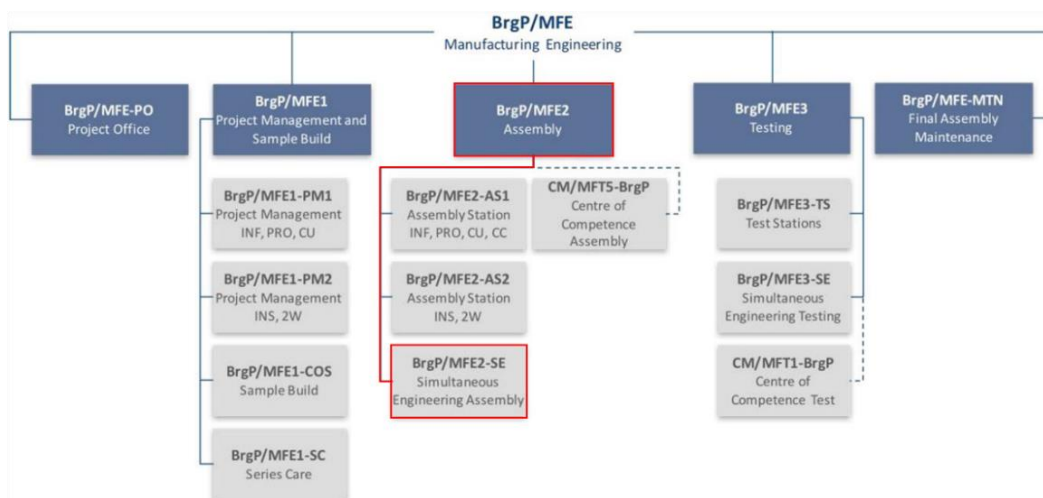 BrgP/MFE
Manufacturing Engineering
BrgP/MFE-PO
Project Office
BrgP/MFE1
Project Management and
Sample Build
BrgP/MFE2
Assembly
BrgP/MFE3
Testing
BrgP/MFE-MTN
Final Assembly
Maintenance
BrgP/MFE1-PM1
Project Management
INF, PRO, CU
BrgP/MFE1-PM2
Project Management
INS, 2W
BrgP/MFE1-COS
Sample Build
BrgP/MFE1-SC
Series Care
BrgP/MFE2-AS1
Assembly Station
INF, PRO, CU, CC
CM/MFT5-BrgP
Centre of
Competence
Assembly
BrgP/MFE2-AS2
Assembly Station
INS, 2W
BrgP/MFE2-SE
Simultaneous
Engineering Assembly
BrgP/MFE3-TS
Test Stations
BrgP/MFE3-SE
Simultaneous
Engineering Testing
CM/MFT1-BrgP
Centre of
Competence Test